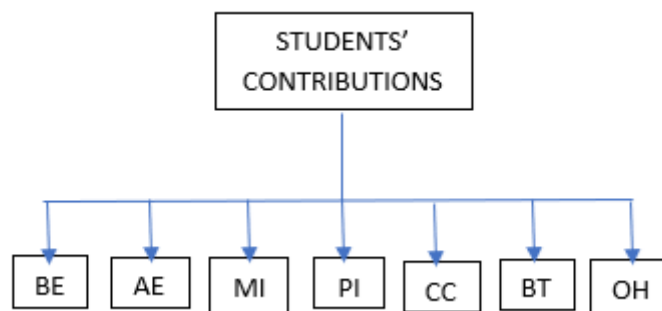 STUDENTS’
CONTRIBUTIONS
BE AE MI PI CC BT OH